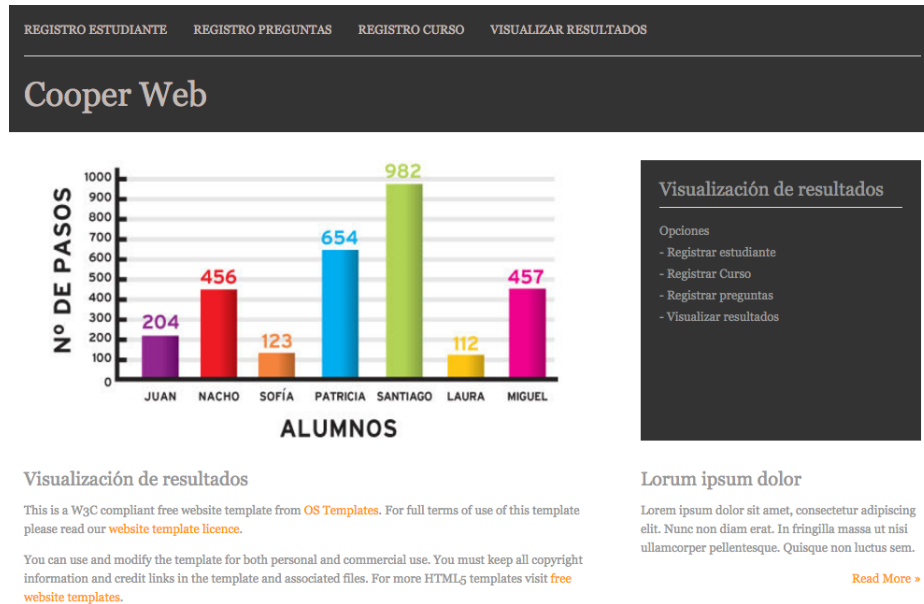 REGISTRO ESTUDIANTE REGISTRO PREGUNTAS REGISTRO CURSO VISUALIZAR RESULTADOS
Cooper Web
Nº DE PASOS
1000
900
800
700
600
500
400
300
200
100
0
204
456
123
654
982
112
457
JUAN NACHO SOFÍA PATRICIA SANTIAGO LAURA MIGUEL
ALUMNOS
Visualización de resultados
Opciones
- Registrar estudiante
- Registrar Curso
- Registrar preguntas
- Visualizar resultados
Visualización de resultados
This is a W3C compliant free website template from OS Templates. For full terms of use of this template
please read our website template licence.
You can use and modify the template for both personal and commercial use. You must keep all copyright
information and credit links in the template and associated files. For more HTML5 templates visit free
website templates.
Lorum ipsum dolor
Lorem ipsum dolor sit amet, consectetur adipiscing
elit. Nunc non diam erat. In fringilla massa ut nisi
ullamcorper pellentesque. Quisque non luctus sem.
Read More »